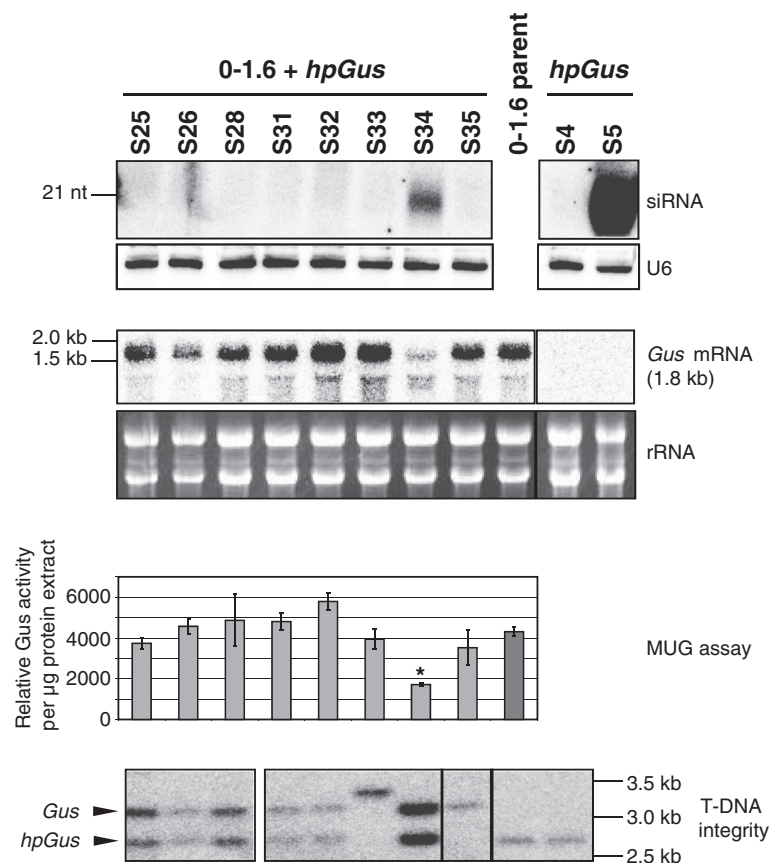 0-1.6 + hpGus
0-1.6 parent
hpGus
S25
S26
S28
S31
S32
S33
S34
S35
S4
S5
21 nt
siRNA
U6
2.0 kb
1.5 kb
Gus mRNA
(1.8 kb)
rRNA
Relative Gus activity
per µg protein extract
6000
4000
2000
0
*
MUG assay
Gus
hpGus
3.5 kb
3.0 kb
2.5 kb
T-DNA
integrity